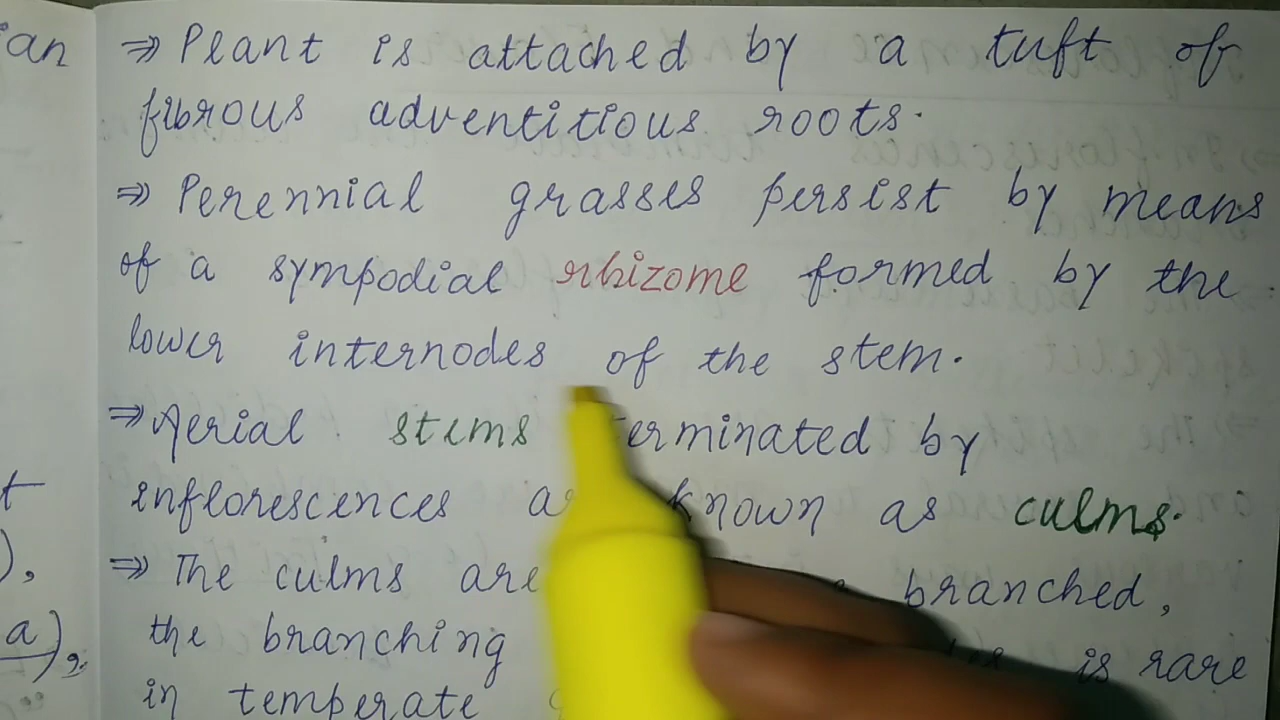 ian
⇒ Plant is attached by a tuft of
fibrous adventitious roots.
⇒ Perennial grasses persist by means
of a sympodial rhizome formed by the
lower internodes of the stem.
⇒ Aerial stems terminated by
inflorescences known as culms.
⇒ The culms are branched,
the branching is rare
in temperate
t
),
a),